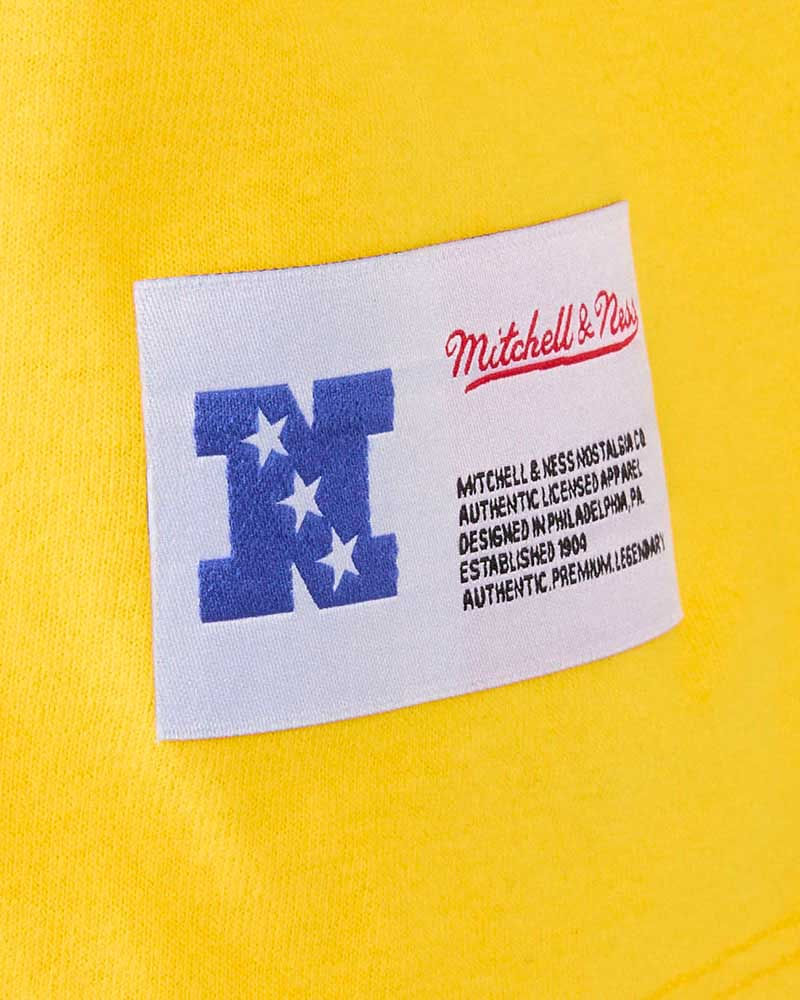 N
Mitchell & Ness
MITCHELL & NESS NOSTALGIA CO.
AUTHENTIC LICENSED APPAREL
DESIGNED IN PHILADELPHIA, PA.
ESTABLISHED 1904
AUTHENTIC. PREMIUM. LEGENDARY